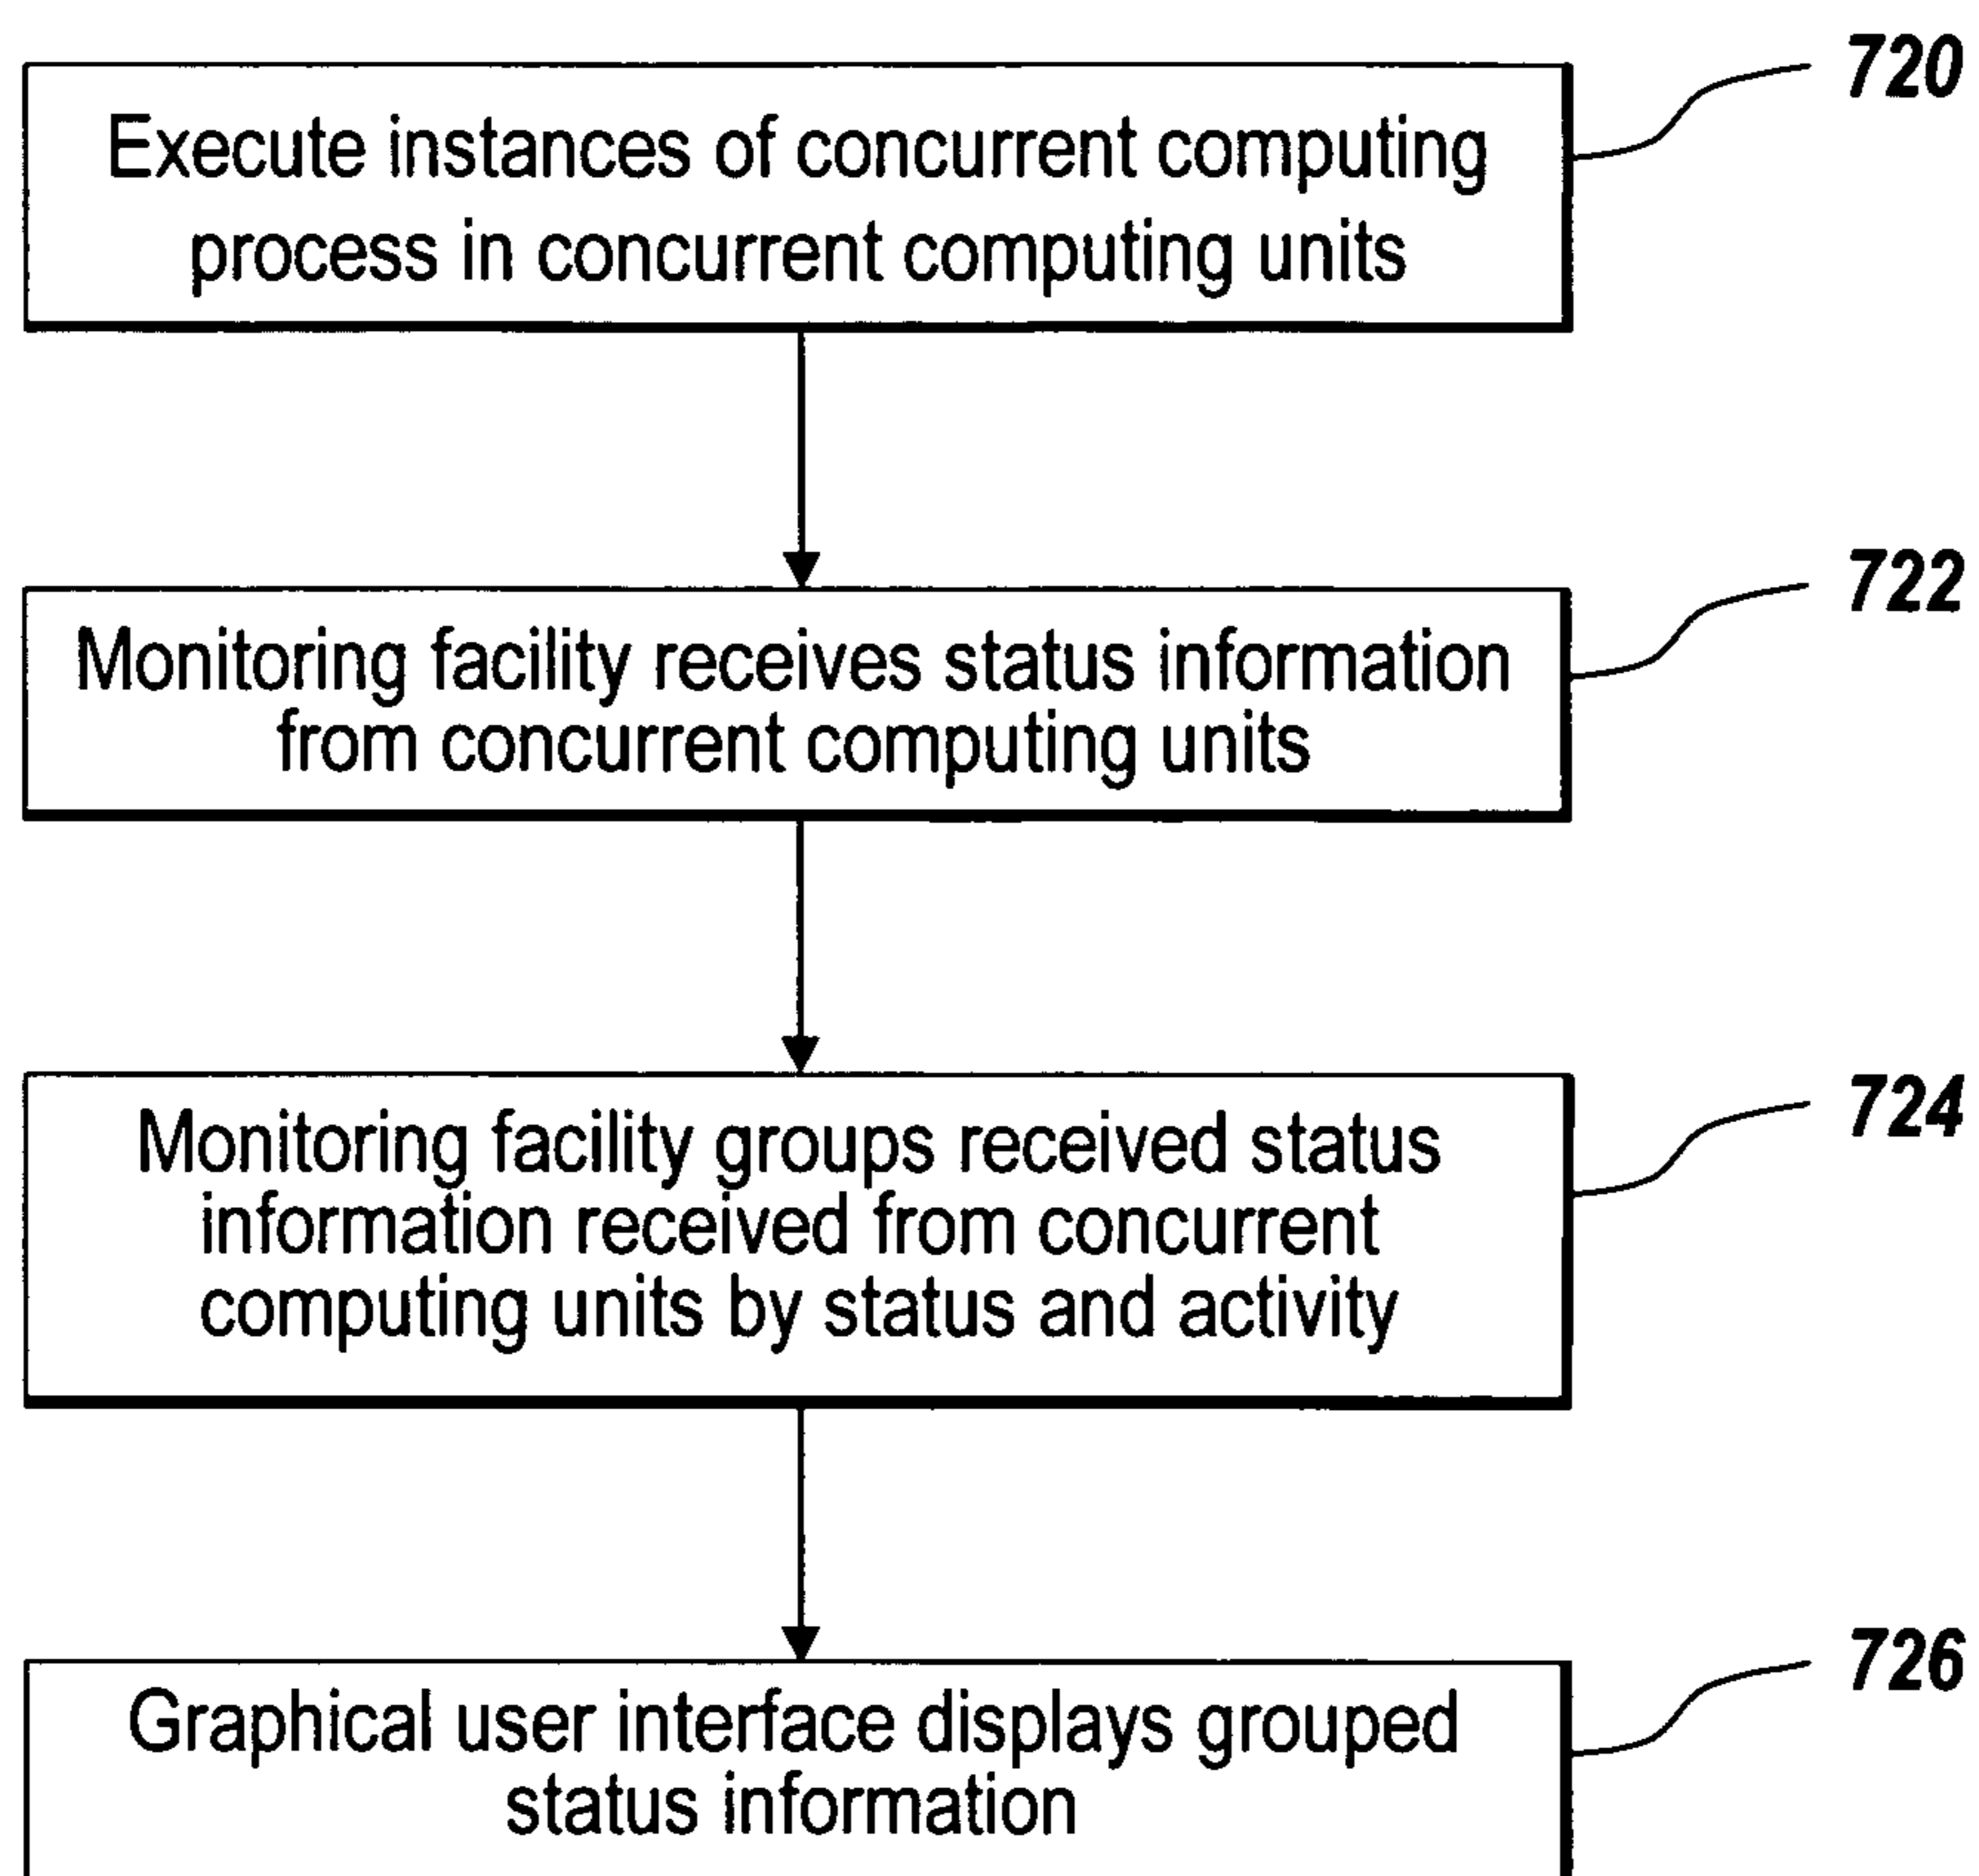 720
Execute instances of concurrent computing
process in concurrent computing units
722
Monitoring facility receives status information
from concurrent computing units
724
Monitoring facility groups received status
information received from concurrent
computing units by status and activity
726
Graphical user interface displays grouped
status information